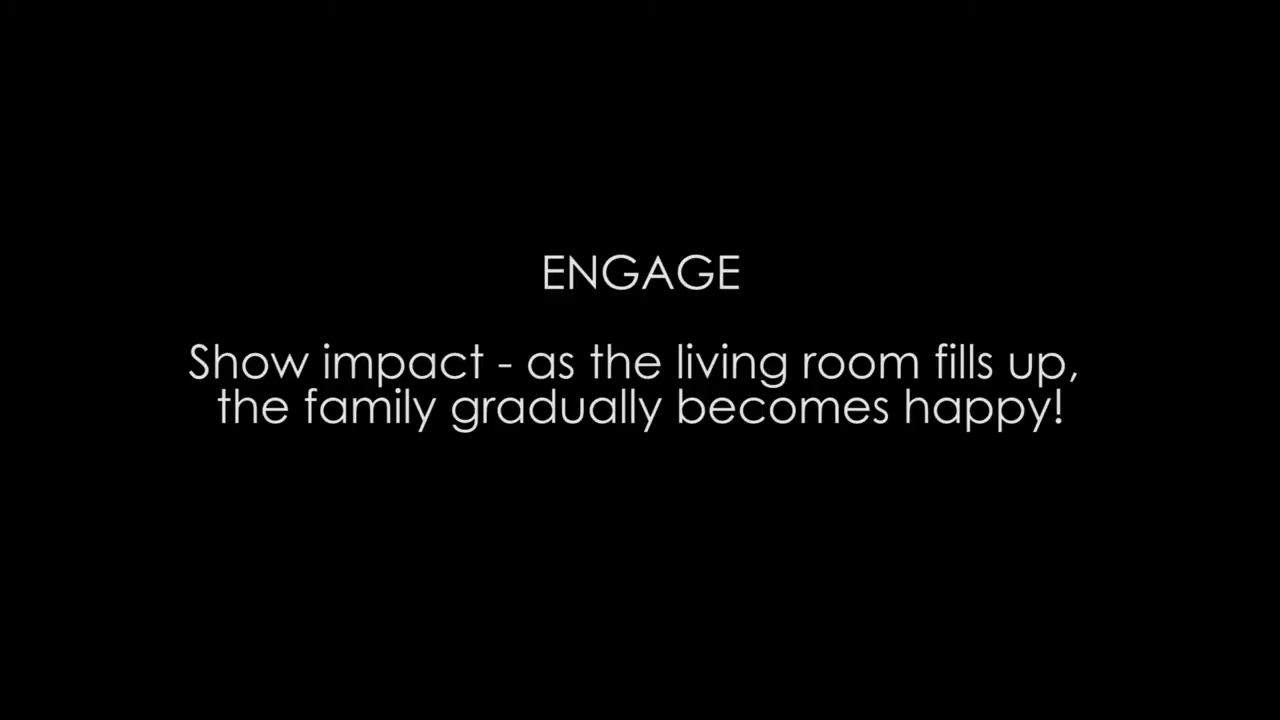 ENGAGE
Show impact - as the living room fills up,
the family gradually becomes happy!